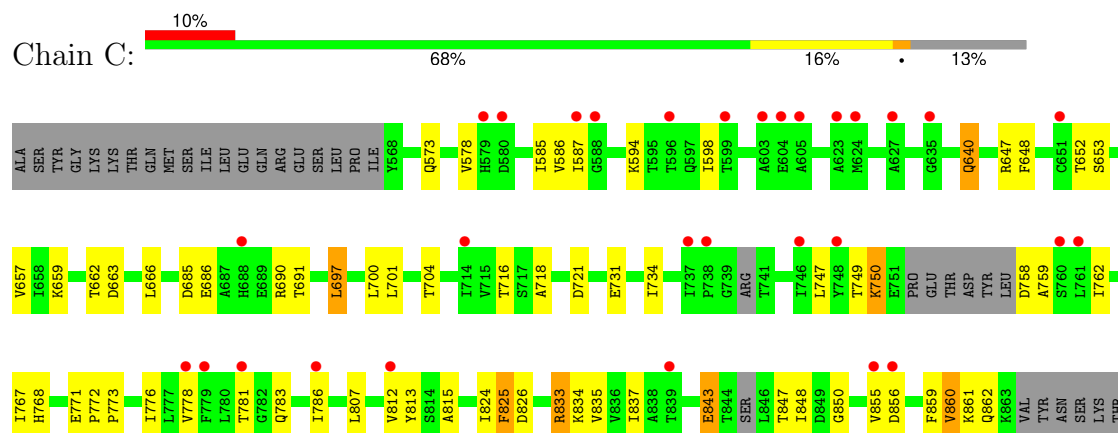 10%
Chain C:
68% 16% • 13%
ALA SER TYR GLY LYS LYS THR GLN MET SER ILE LEU GLU GLN ARG GLU SER LEU PRO ILE Y568 Q573 V578 H579 D580 I585 V586 I587 G588 K594 T595 T596 Q597 I598 T599 A603 E604 A605 A623 M624 A627 G635 Q640 R647 F648 C651 T652 S653
V657 I658 K659 T662 D663 L666 D685 E686 A687 H688 E689 R690 T691 L697 L700 L701 T704 I714 V715 T716 S717 A718 D721 E731 I734 I737 P738 G739 ARG T741 I746 L747 Y748 T749 K750 E751 PRO GLU THR ASP TYR LEU D758 A759 S760 L761 I762
I767 H768 E771 P772 P773 I776 L777 V778 F779 L780 T781 G782 Q783 I786 L807 V812 Y813 S814 A815 I824 F825 D826 R833 K834 V835 V836 I837 A838 T839 E843 T844 SER L846 T847 I848 D849 G850 V855 D856 F859 V860 K861 Q862 K863 VAL TYR ASN SER LYS THR